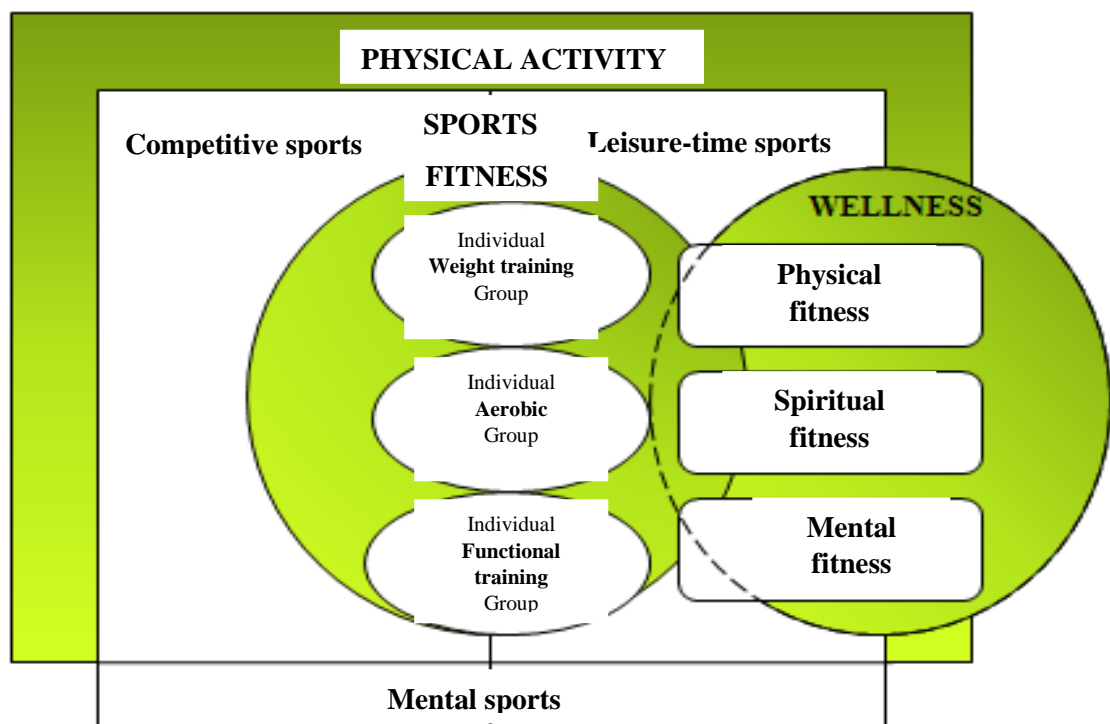 PHYSICAL ACTIVITY
SPORTS
Competitive sports
Leisure-time sports
FITNESS
WELLNESS
Individual
Weight training
Group
Physical
fitness
Individual
Aerobic
Group
Spiritual
fitness
Individual
Functional
training
Group
Mental
fitness
Mental sports